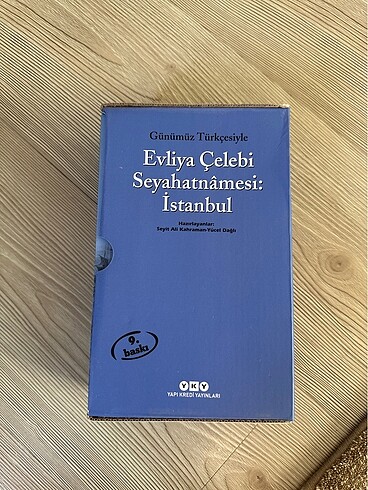 Günümüz Türkçesiyle
Evliya Çelebi
Seyahatnâmesi:
İstanbul
Hazırlayanlar:
Seyit Ali Kahraman-Yücel Dağlı
9.
baskı
YKY
YAPI KREDİ YAYINLARI